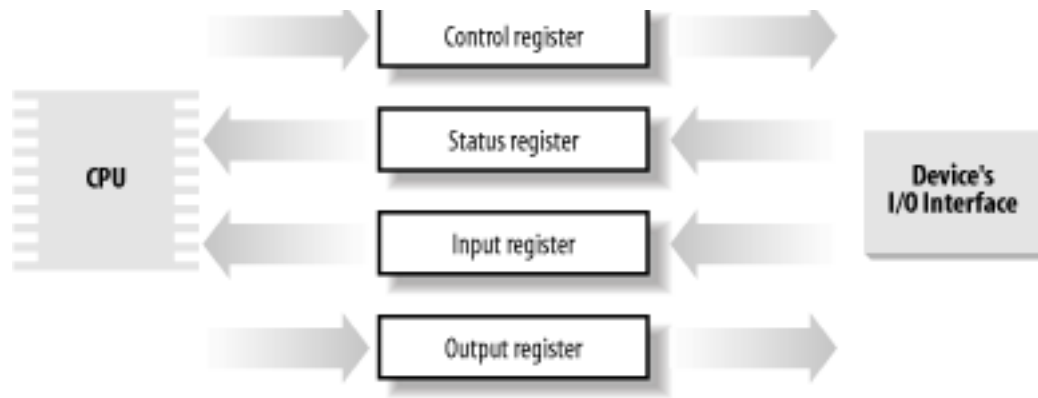 Control register
Status register
CPU
Device's
I/O Interface
Input register
Output register